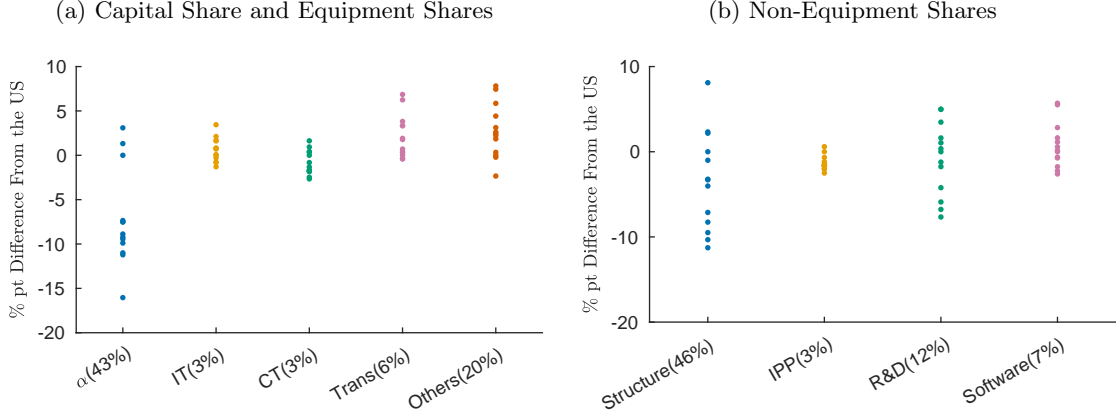 (a) Capital Share and Equipment Shares
% pt Difference From the US
10
5
0
-5
-10
-15
-20
α(43%)
IT(3%)
CT(3%)
Trans(6%)
Others(20%)
(b) Non-Equipment Shares
% pt Difference From the US
10
0
-10
-20
Structure(46%)
IPP(3%)
R&D(12%)
Software(7%)